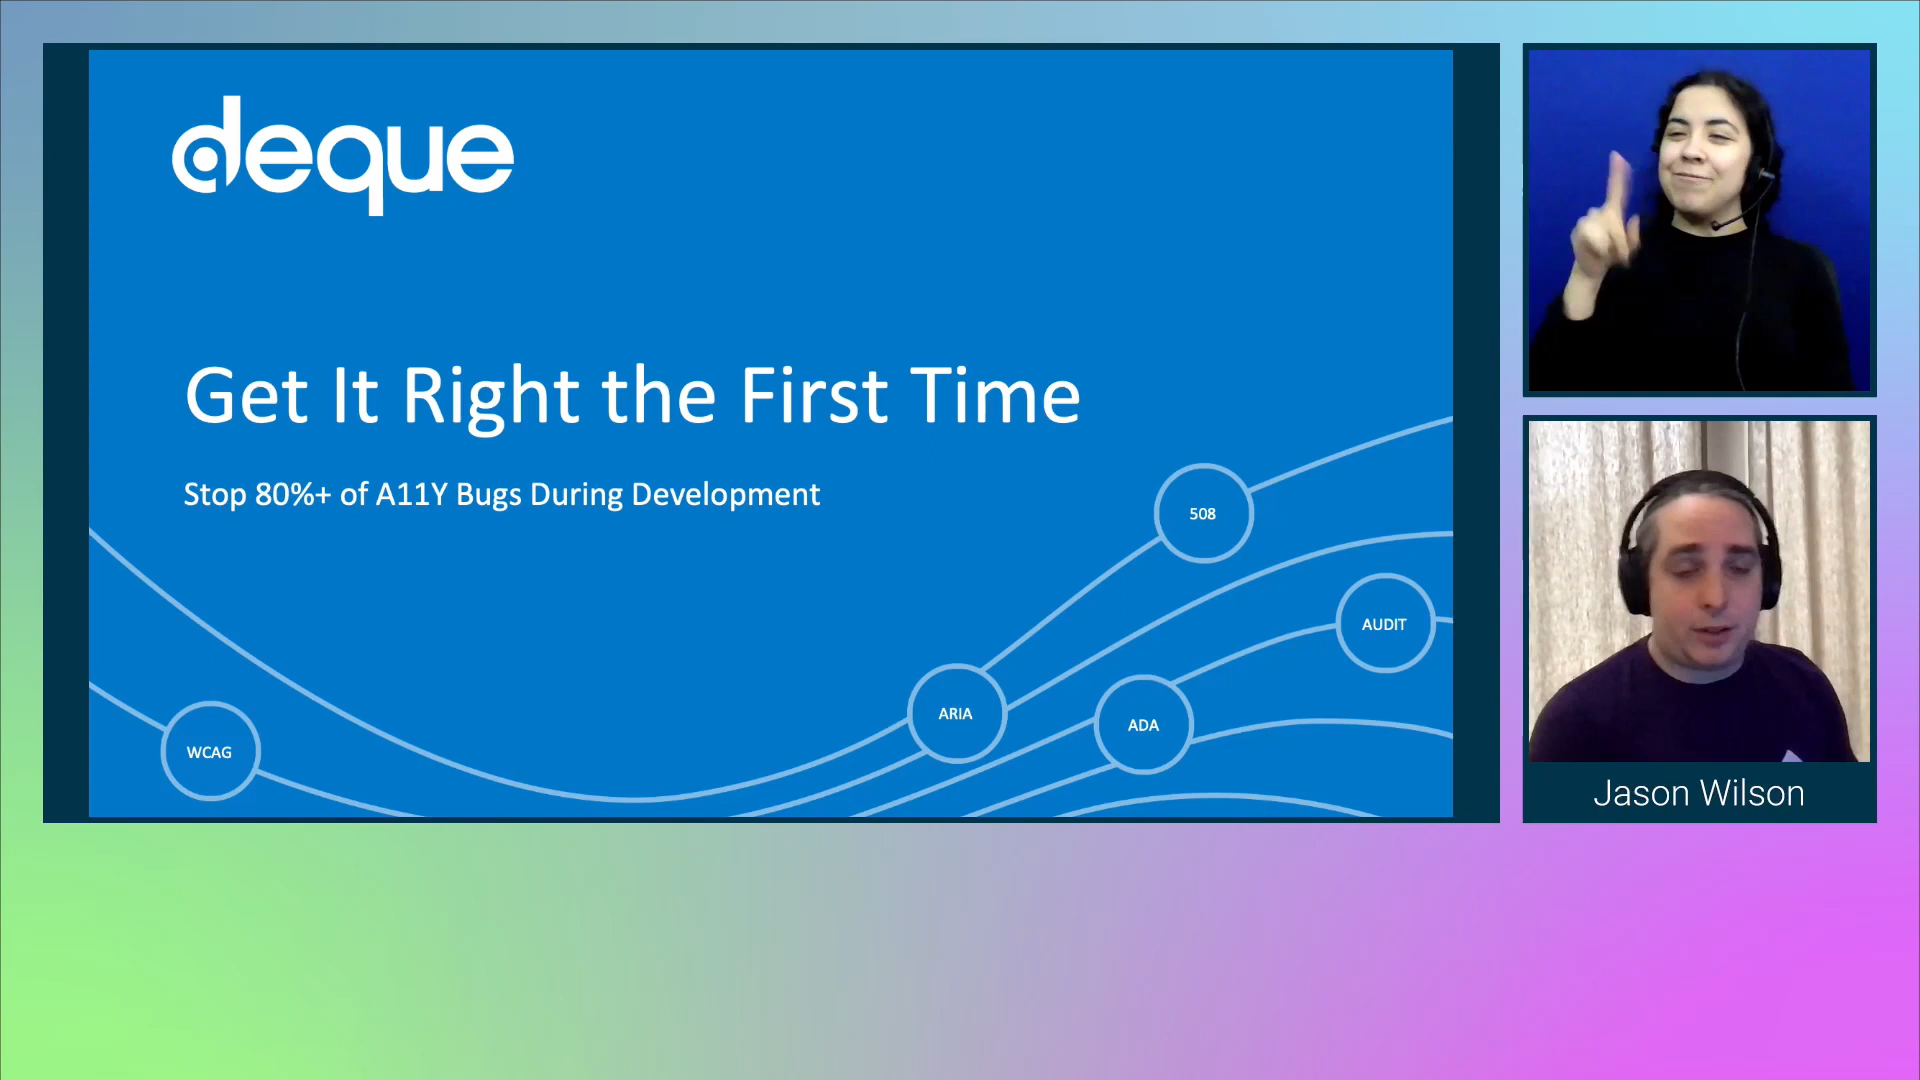 deque
Get It Right the First Time
Stop 80%+ of A11Y Bugs During Development
508
AUDIT
ARIA
ADA
WCAG
Jason Wilson